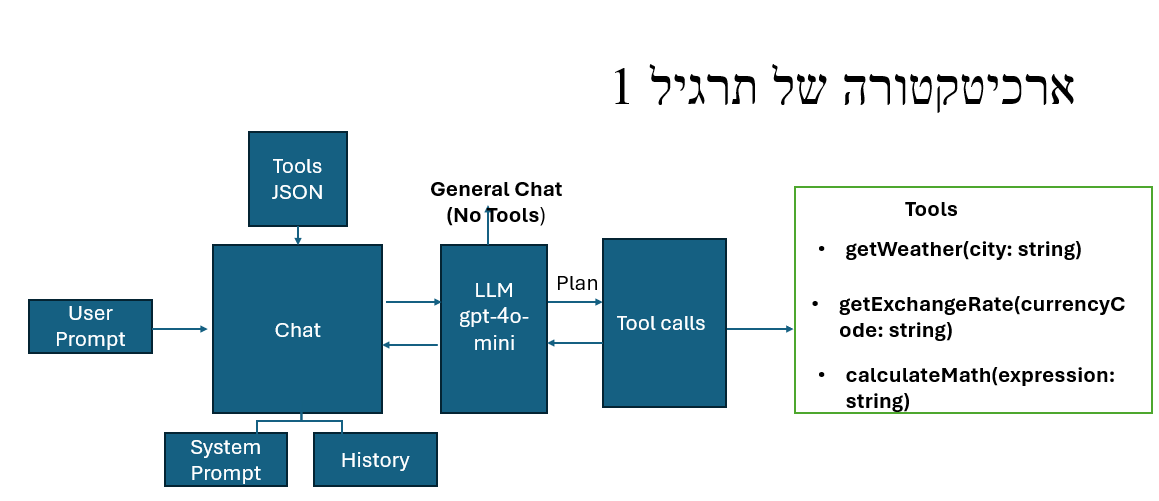 ארכיטקטורה של תרגיל 1
Tools
JSON
General Chat
(No Tools)
Tools
getWeather(city: string)
User
Prompt
Chat
LLM
gpt-4o-
mini
Plan
Tool calls
getExchangeRate(currencyC
ode: string)
calculateMath(expression:
string)
System
Prompt
History